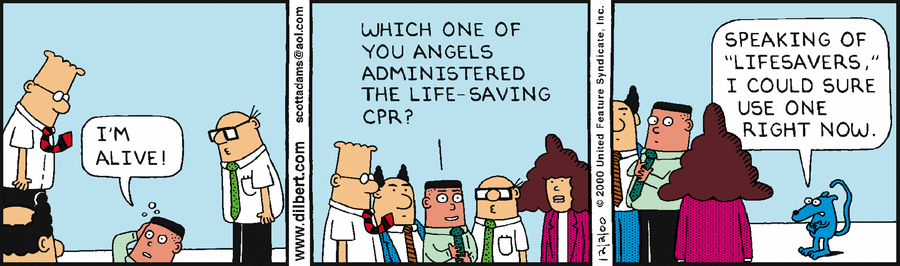 I'M
ALIVE!
www.dilbert.com
scottadams@aol.com
WHICH ONE OF
YOU ANGELS
ADMINISTERED
THE LIFE-SAVING
CPR?
12/2/00
© 2000 United Feature Syndicate, Inc.
SPEAKING OF
"LIFESAVERS,"
I COULD SURE
USE ONE
RIGHT NOW.